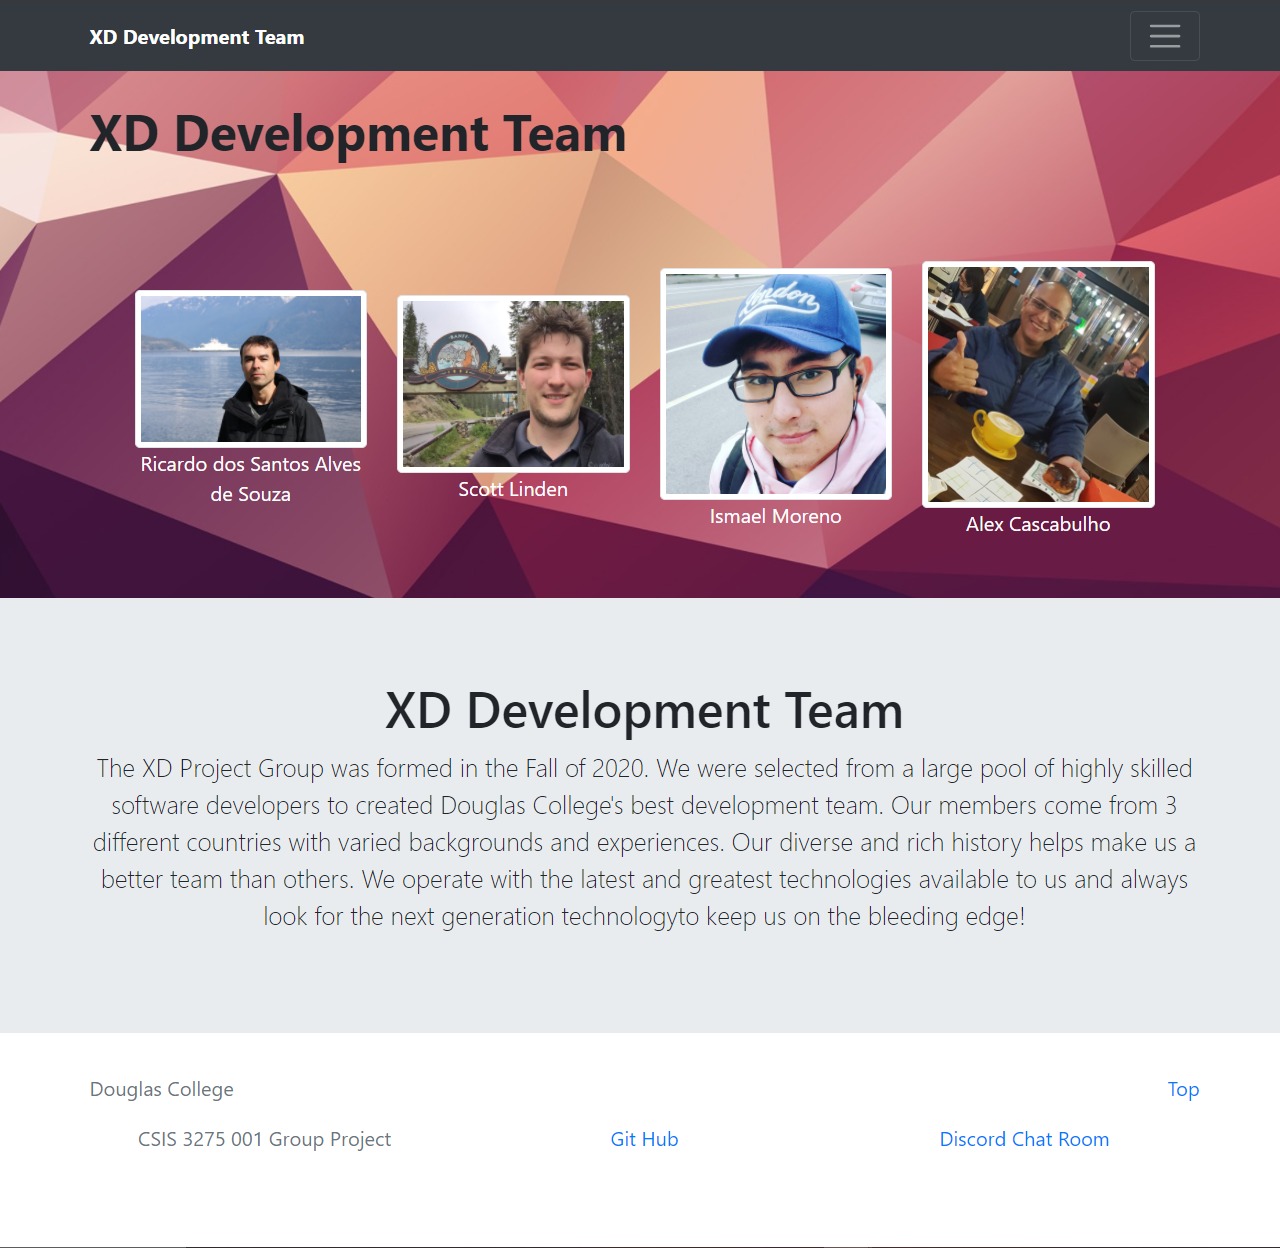 XD Development Team
XD Development Team
London
Ricardo dos Santos Alves
de Souza
Scott Linden
Ismael Moreno
Alex Cascabulho
XD Development Team
The XD Project Group was formed in the Fall of 2020. We were selected from a large pool of highly skilled
software developers to created Douglas College's best development team. Our members come from 3
different countries with varied backgrounds and experiences. Our diverse and rich history helps make us a
better team than others. We operate with the latest and greatest technologies available to us and always
look for the next generation technologyto keep us on the bleeding edge!
Douglas College
Top
CSIS 3275 001 Group Project
Git Hub
Discord Chat Room